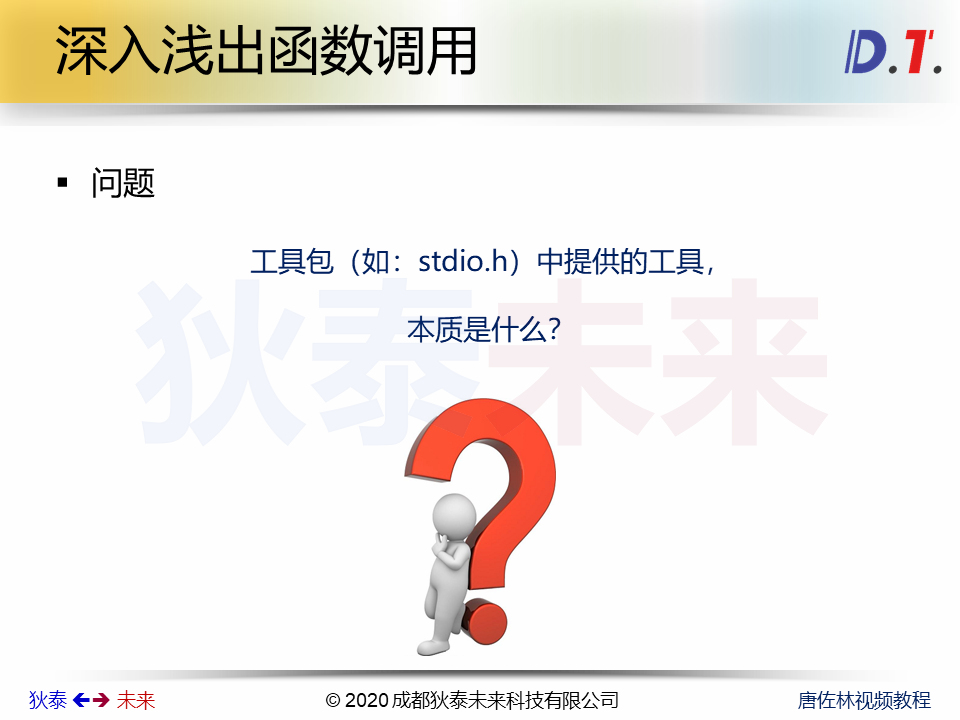 深入浅出函数调用
D.T.
▪ 问题
工具包（如：stdio.h）中提供的工具，
本质是什么？
狄泰未来
狄泰 🡸🡺 未来
© 2020 成都狄泰未来科技有限公司
唐佐林视频教程